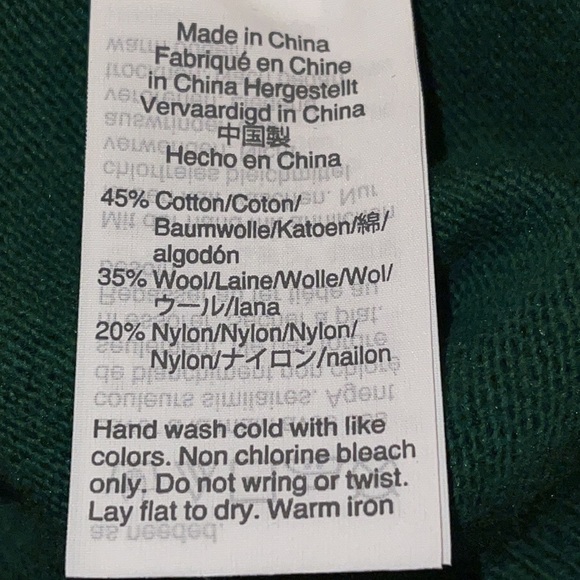 Made in China
Fabriqué en Chine
in China Hergestellt
Vervaardigd in China
中国製
Hecho en China
45% Cotton/Coton/
Baumwolle/Katoen/綿/
algodón
35% Wool/Laine/Wolle/Wol/
ウール/lana
20% Nylon/Nylon/Nylon/
Nylon/ナイロン/nailon
Hand wash cold with like
colors. Non chlorine bleach
only. Do not wring or twist.
Lay flat to dry. Warm iron
as needed.